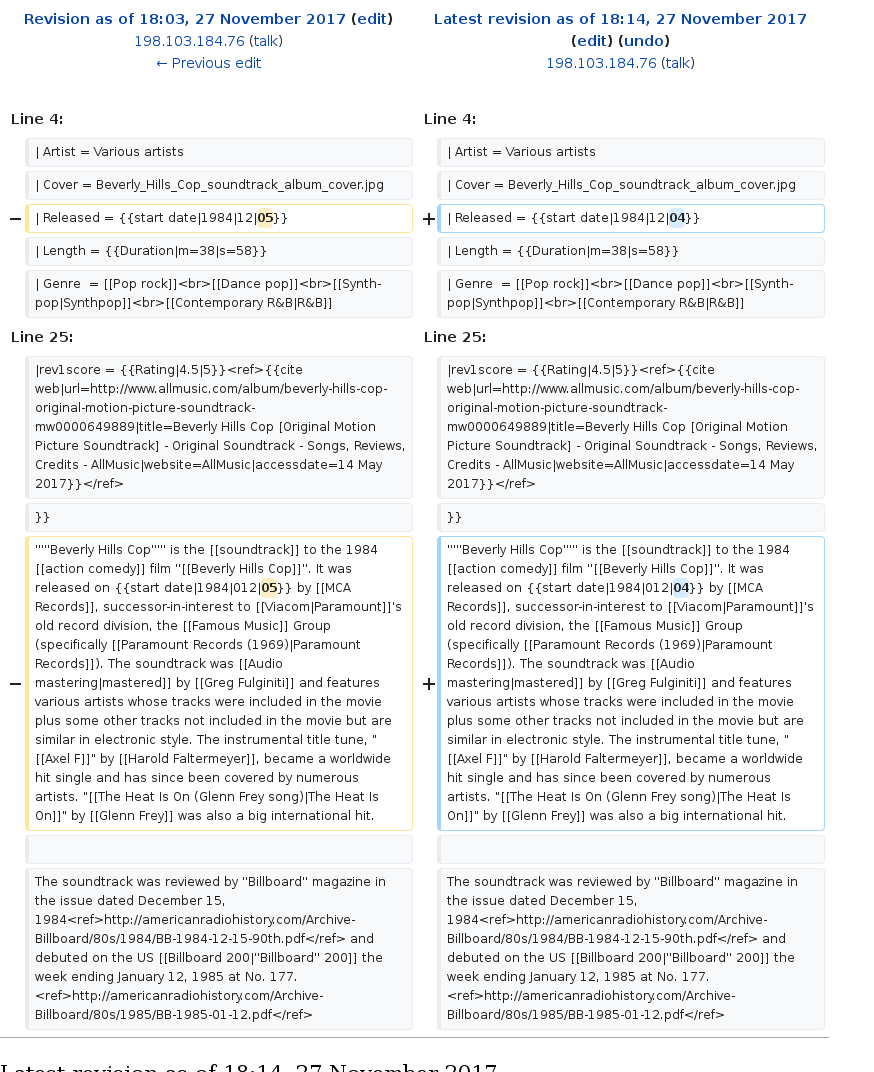 Revision as of 18:03, 27 November 2017 (edit)
198.103.184.76 (talk)
← Previous edit
Latest revision as of 18:14, 27 November 2017
(edit) (undo)
198.103.184.76 (talk)
Line 4:
Line 4:
| Artist = Various artists
| Artist = Various artists
| Cover = Beverly_Hills_Cop_soundtrack_album_cover.jpg
| Cover = Beverly_Hills_Cop_soundtrack_album_cover.jpg
− | Released = {{start date|1984|12|05}}
+ | Released = {{start date|1984|12|04}}
| Length = {{Duration|m=38|s=58}}
| Length = {{Duration|m=38|s=58}}
| Genre  = [[Pop rock]]<br>[[Dance pop]]<br>[[Synth-
pop|Synthpop]]<br>[[Contemporary R&B|R&B]]
| Genre  = [[Pop rock]]<br>[[Dance pop]]<br>[[Synth-
pop|Synthpop]]<br>[[Contemporary R&B|R&B]]
Line 25:
Line 25:
|rev1score = {{Rating|4.5|5}}<ref>{{cite
web|url=http://www.allmusic.com/album/beverly-hills-cop-
original-motion-picture-soundtrack-
mw0000649889|title=Beverly Hills Cop [Original Motion
Picture Soundtrack] - Original Soundtrack - Songs, Reviews,
Credits - AllMusic|website=AllMusic|accessdate=14 May
2017}}</ref>
|rev1score = {{Rating|4.5|5}}<ref>{{cite
web|url=http://www.allmusic.com/album/beverly-hills-cop-
original-motion-picture-soundtrack-
mw0000649889|title=Beverly Hills Cop [Original Motion
Picture Soundtrack] - Original Soundtrack - Songs, Reviews,
Credits - AllMusic|website=AllMusic|accessdate=14 May
2017}}</ref>
}}
}}
−
'''''Beverly Hills Cop''''' is the [[soundtrack]] to the 1984
[[action comedy]] film ''[[Beverly Hills Cop]]''. It was
released on {{start date|1984|012|05}} by [[MCA
Records]], successor-in-interest to [[Viacom|Paramount]]'s
old record division, the [[Famous Music]] Group
(specifically [[Paramount Records (1969)|Paramount
Records]]). The soundtrack was [[Audio
mastering|mastered]] by [[Greg Fulginiti]] and features
various artists whose tracks were included in the movie
plus some other tracks not included in the movie but are
similar in electronic style. The instrumental title tune, "
[[Axel F]]" by [[Harold Faltermeyer]], became a worldwide
hit single and has since been covered by numerous
artists. "[[The Heat Is On (Glenn Frey song)|The Heat Is
On]]" by [[Glenn Frey]] was also a big international hit.
+
'''''Beverly Hills Cop''''' is the [[soundtrack]] to the 1984
[[action comedy]] film ''[[Beverly Hills Cop]]''. It was
released on {{start date|1984|012|04}} by [[MCA
Records]], successor-in-interest to [[Viacom|Paramount]]'s
old record division, the [[Famous Music]] Group
(specifically [[Paramount Records (1969)|Paramount
Records]]). The soundtrack was [[Audio
mastering|mastered]] by [[Greg Fulginiti]] and features
various artists whose tracks were included in the movie
plus some other tracks not included in the movie but are
similar in electronic style. The instrumental title tune, "
[[Axel F]]" by [[Harold Faltermeyer]], became a worldwide
hit single and has since been covered by numerous
artists. "[[The Heat Is On (Glenn Frey song)|The Heat Is
On]]" by [[Glenn Frey]] was also a big international hit.
The soundtrack was reviewed by ''Billboard'' magazine in
the issue dated December 15,
1984<ref>http://americanradiohistory.com/Archive-
Billboard/80s/1984/BB-1984-12-15-90th.pdf</ref> and
debuted on the US [[Billboard 200|''Billboard'' 200]] the
week ending January 12, 1985 at No. 177.
<ref>http://americanradiohistory.com/Archive-
Billboard/80s/1985/BB-1985-01-12.pdf</ref>
The soundtrack was reviewed by ''Billboard'' magazine in
the issue dated December 15,
1984<ref>http://americanradiohistory.com/Archive-
Billboard/80s/1984/BB-1984-12-15-90th.pdf</ref> and
debuted on the US [[Billboard 200|''Billboard'' 200]] the
week ending January 12, 1985 at No. 177.
<ref>http://americanradiohistory.com/Archive-
Billboard/80s/1985/BB-1985-01-12.pdf</ref>
Latest revision as of 18:14, 27 November 2017